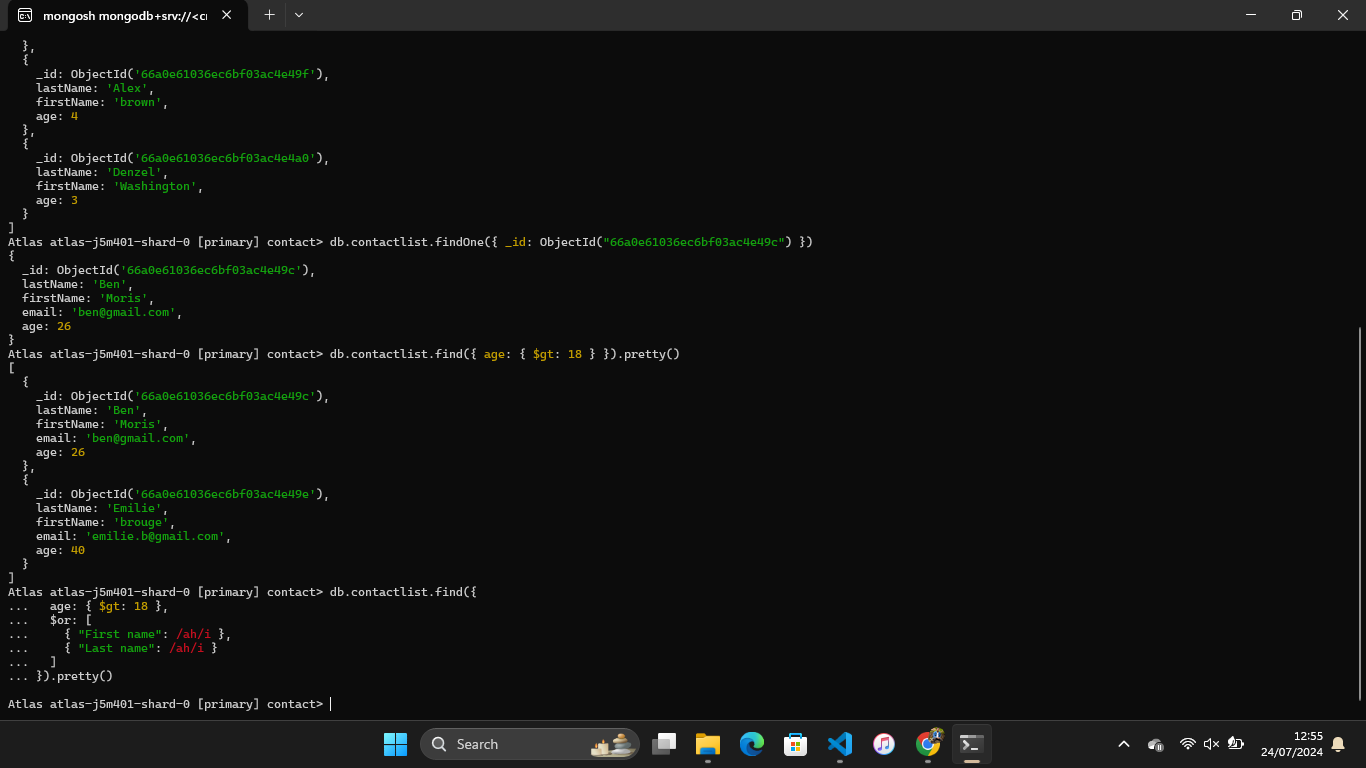 mongosh mongodb+srv://<cr
},
{
_id: ObjectId('66a0e61036ec6bf03ac4e49f'),
lastName: 'Alex',
firstName: 'brown',
age: 4
},
{
_id: ObjectId('66a0e61036ec6bf03ac4e4a0'),
lastName: 'Denzel',
firstName: 'Washington',
age: 3
}
]
Atlas atlas-j5m401-shard-0 [primary] contact> db.contactlist.findOne({ _id: ObjectId("66a0e61036ec6bf03ac4e49c") })
{
_id: ObjectId('66a0e61036ec6bf03ac4e49c'),
lastName: 'Ben',
firstName: 'Moris',
email: 'ben@gmail.com',
age: 26
}
Atlas atlas-j5m401-shard-0 [primary] contact> db.contactlist.find({ age: { $gt: 18 } }).pretty()
[
{
_id: ObjectId('66a0e61036ec6bf03ac4e49c'),
lastName: 'Ben',
firstName: 'Moris',
email: 'ben@gmail.com',
age: 26
},
{
_id: ObjectId('66a0e61036ec6bf03ac4e49e'),
lastName: 'Emilie',
firstName: 'brouge',
email: 'emilie.b@gmail.com',
age: 40
}
]
Atlas atlas-j5m401-shard-0 [primary] contact> db.contactlist.find({
... age: { $gt: 18 },
... $or: [
... { "First name": /ah/i },
... { "Last name": /ah/i }
... ]
... }).pretty()
Atlas atlas-j5m401-shard-0 [primary] contact>
Search
12:55
24/07/2024